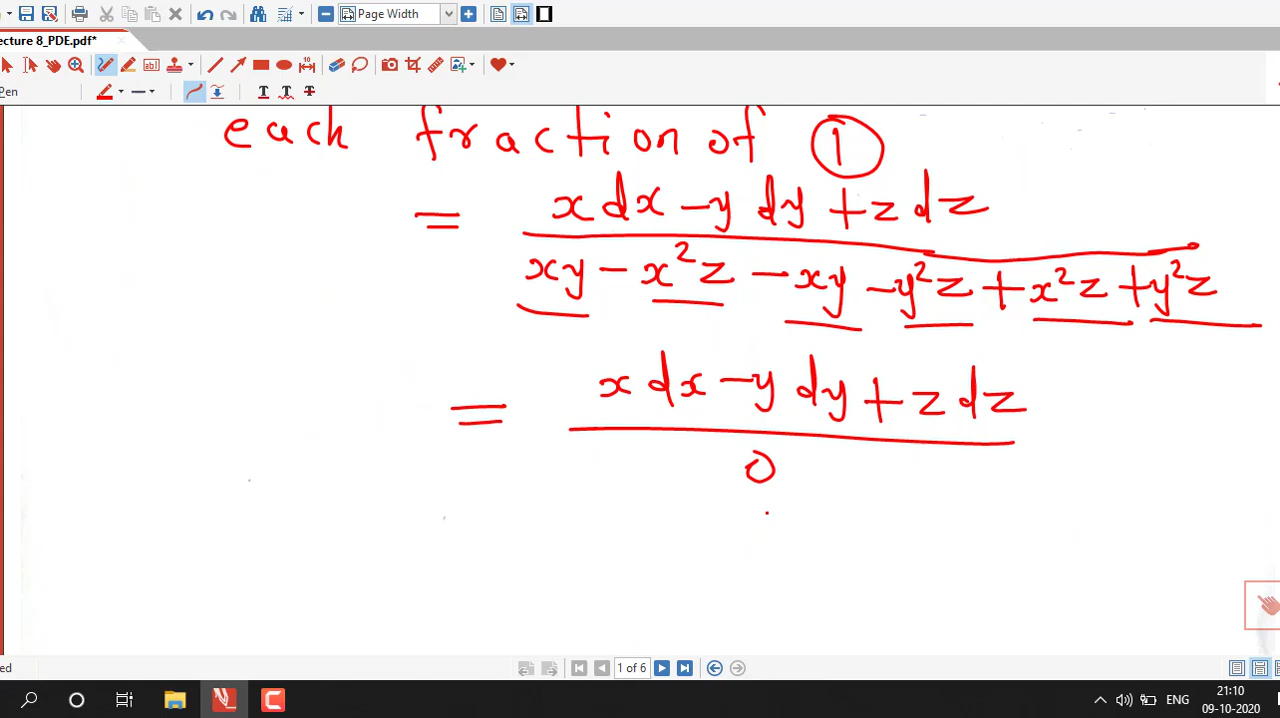 Page Width
ecture 8_PDE.pdf*
Pen
each fraction of ①
= x dx - y dy + z dz
xy - x²z - xy - y²z + x²z + y²z
= x dx - y dy + z dz
0
ed
1 of 6
ENG
21:10
09-10-2020